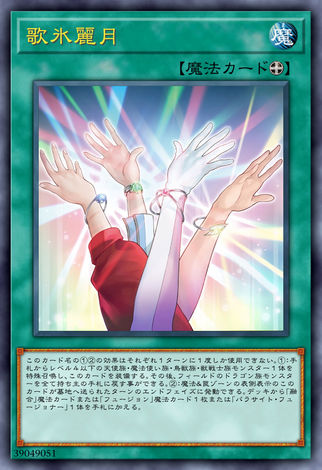 歌氷麗月
魔
【魔法カード】
このカード名の①②の効果はそれぞれ1ターンに1度しか使用できない。①:手
札からレベル4以下の天使族・魔法使い族・鳥獣族・獣戦士族モンスター1体を
特殊召喚し、このカードを装備する。その後、フィールドのドラゴン族モンスタ
ーを全て持ち主の手札に戻す事ができる。②:魔法&罠ゾーンの表側表示のこの
カードが墓地へ送られたターンのエンドフェイズに発動できる。デッキから「融
合」魔法カードまたは「フュージョン」魔法カード1枚または「パラサイト・フュ
ージョナー」1体を手札に加える。
39049051